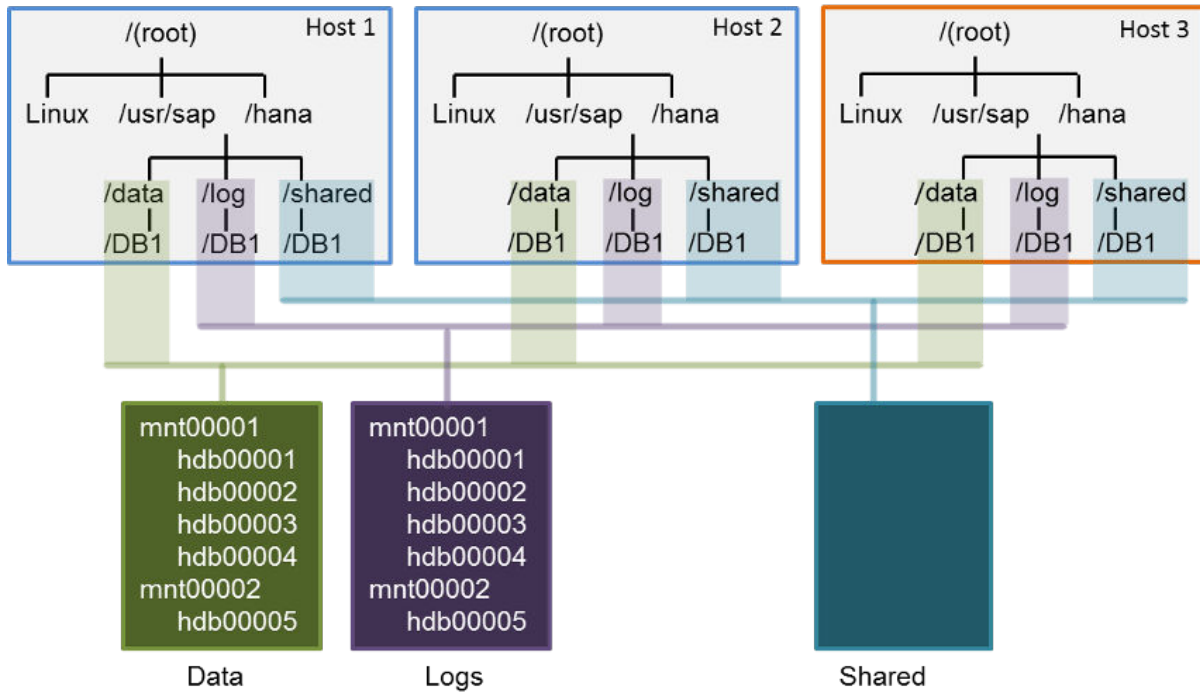 /(root) Host 1
Linux /usr/sap /hana
/data /log /shared
/DB1 /DB1 /DB1
/(root) Host 2
Linux /usr/sap /hana
/data /log /shared
/DB1 /DB1 /DB1
/(root) Host 3
Linux /usr/sap /hana
/data /log /shared
/DB1 /DB1 /DB1
mnt00001
hdb00001
hdb00002
hdb00003
hdb00004
mnt00002
hdb00005
Data
mnt00001
hdb00001
hdb00002
hdb00003
hdb00004
mnt00002
hdb00005
Logs
Shared